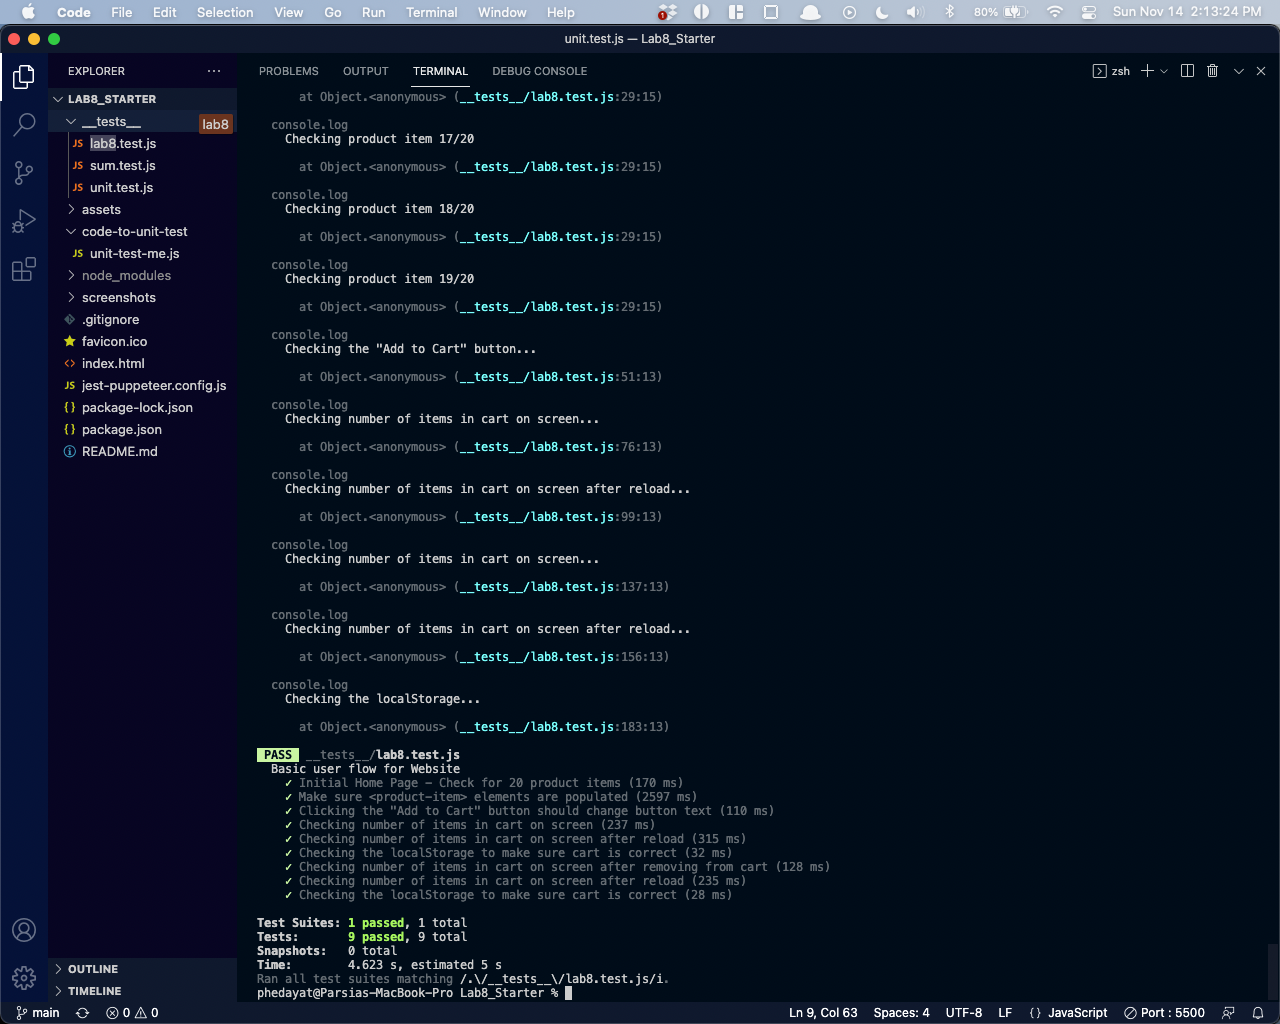 Code File Edit Selection View Go Run Terminal Window Help 1 80% Sun Nov 14 2:13:24 PM
unit.test.js — Lab8_Starter
EXPLORER ···
PROBLEMS OUTPUT TERMINAL DEBUG CONSOLE zsh
LAB8_STARTER
__tests__ lab8
JS lab8.test.js
JS sum.test.js
JS unit.test.js
assets
code-to-unit-test
JS unit-test-me.js
node_modules
screenshots
.gitignore
favicon.ico
<> index.html
JS jest-puppeteer.config.js
{} package-lock.json
{} package.json
README.md
OUTLINE
TIMELINE
at Object.<anonymous> (__tests__/lab8.test.js:29:15)
console.log
Checking product item 17/20
at Object.<anonymous> (__tests__/lab8.test.js:29:15)
console.log
Checking product item 18/20
at Object.<anonymous> (__tests__/lab8.test.js:29:15)
console.log
Checking product item 19/20
at Object.<anonymous> (__tests__/lab8.test.js:29:15)
console.log
Checking the "Add to Cart" button...
at Object.<anonymous> (__tests__/lab8.test.js:51:13)
console.log
Checking number of items in cart on screen...
at Object.<anonymous> (__tests__/lab8.test.js:76:13)
console.log
Checking number of items in cart on screen after reload...
at Object.<anonymous> (__tests__/lab8.test.js:99:13)
console.log
Checking number of items in cart on screen...
at Object.<anonymous> (__tests__/lab8.test.js:137:13)
console.log
Checking number of items in cart on screen after reload...
at Object.<anonymous> (__tests__/lab8.test.js:156:13)
console.log
Checking the localStorage...
at Object.<anonymous> (__tests__/lab8.test.js:183:13)
PASS __tests__/lab8.test.js
Basic user flow for Website
✓ Initial Home Page – Check for 20 product items (170 ms)
✓ Make sure <product-item> elements are populated (2597 ms)
✓ Clicking the "Add to Cart" button should change button text (110 ms)
✓ Checking number of items in cart on screen (237 ms)
✓ Checking number of items in cart on screen after reload (315 ms)
✓ Checking the localStorage to make sure cart is correct (32 ms)
✓ Checking number of items in cart on screen after removing from cart (128 ms)
✓ Checking number of items in cart on screen after reload (235 ms)
✓ Checking the localStorage to make sure cart is correct (28 ms)
Test Suites: 1 passed, 1 total
Tests: 9 passed, 9 total
Snapshots: 0 total
Time: 4.623 s, estimated 5 s
Ran all test suites matching /.\/__tests__\/lab8.test.js/i.
phedayat@Parsias-MacBook-Pro Lab8_Starter %
main 0 0 Ln 9, Col 63 Spaces: 4 UTF-8 LF {} JavaScript Port : 5500